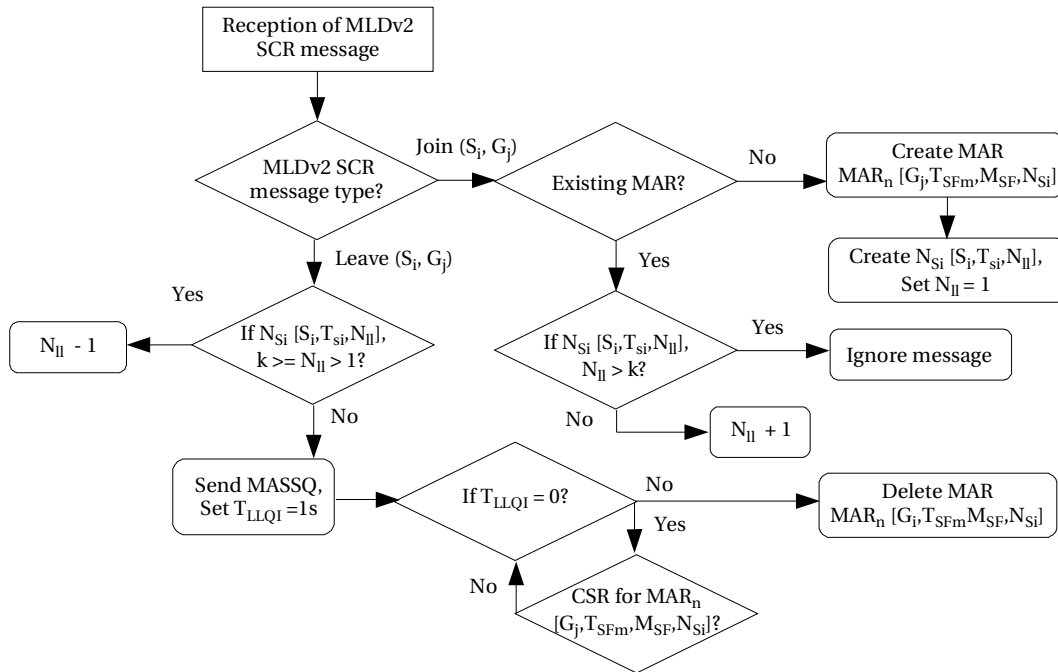 Reception of MLDv2
SCR message
MLDv2 SCR
message type?
Join (Si, Gj)
Existing MAR?
No
Create MAR
MARn [Gj,TSFm,MSF,NSi]
Create NSi [Si,Tsi,Nll],
Set Nll = 1
Leave (Si, Gj)
Yes
Yes
If NSi [Si,Tsi,Nll],
k >= Nll > 1?
Nll - 1
If NSi [Si,Tsi,Nll],
Nll > k?
Yes
Ignore message
No
No
Nll + 1
Send MASSQ,
Set TLLQI =1s
If TLLQI = 0?
No
Delete MAR
MARn [Gi,TSFmMSF,NSi]
Yes
No
CSR for MARn
[Gj,TSFm,MSF,NSi]?